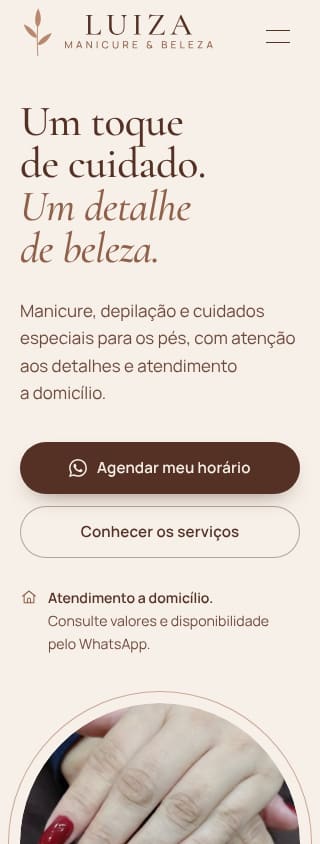 LUIZA
MANICURE & BELEZA
Um toque
de cuidado.
Um detalhe
de beleza.
Manicure, depilação e cuidados
especiais para os pés, com atenção
aos detalhes e atendimento
a domicílio.
Agendar meu horário
Conhecer os serviços
Atendimento a domicílio.
Consulte valores e disponibilidade
pelo WhatsApp.